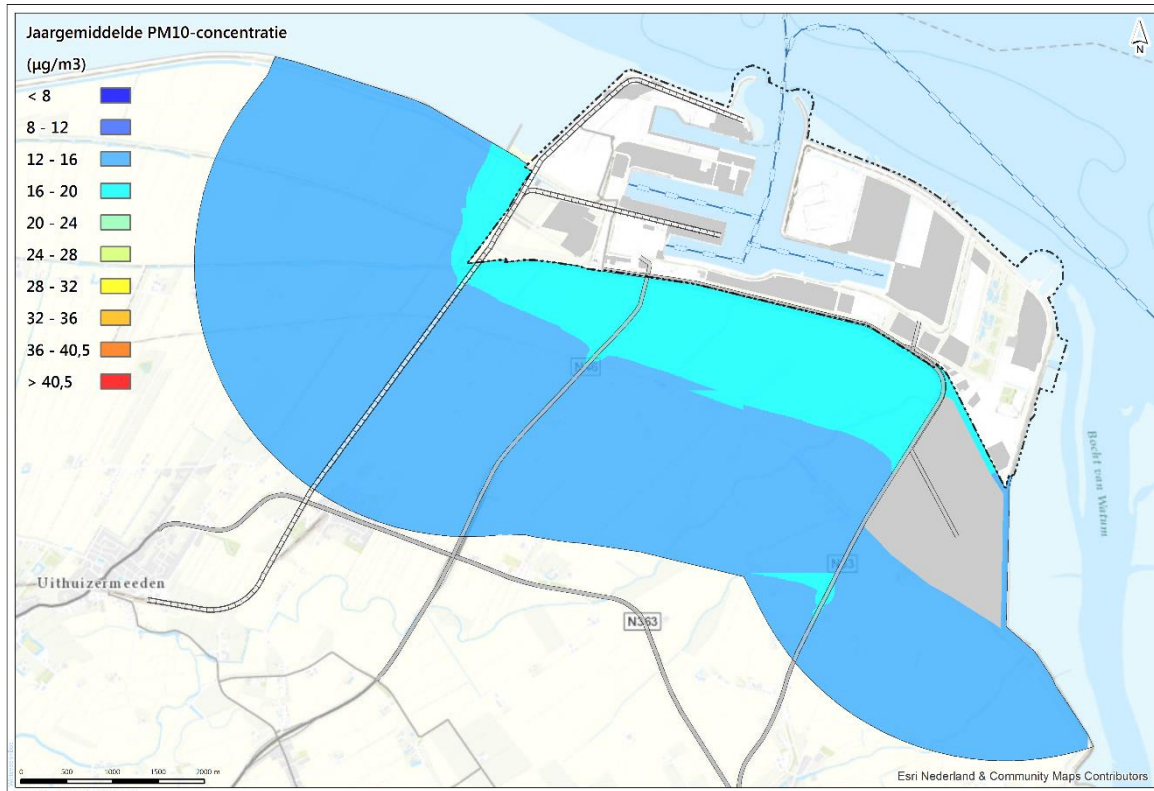 Jaargemiddelde PM10-concentratie
(µg/m3)
< 8
8 - 12
12 - 16
16 - 20
20 - 24
24 - 28
28 - 32
32 - 36
36 - 40,5
> 40,5
N
N46
Bocht van Watum
N33
Uithuizermeeden
N363
0 500 1000 1500 2000 m
Esri Nederland & Community Maps Contributors